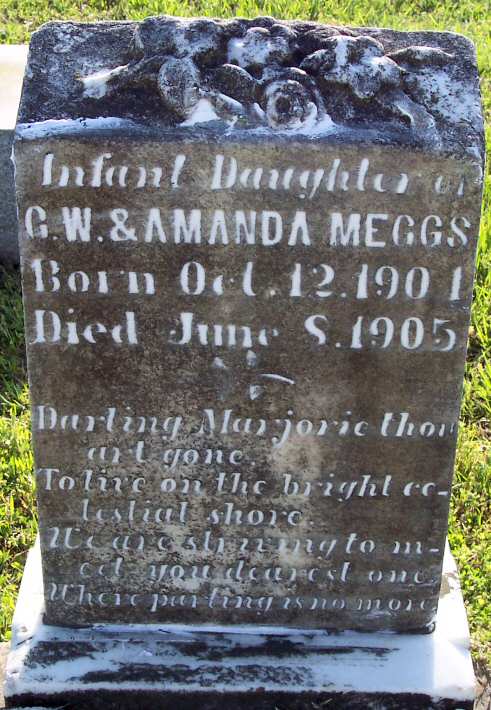 Infant Daughter of
G.W. & AMANDA MEGGS
Born Oct. 12. 1904
Died June 8. 1905
Darling Marjorie thou
art gone
To live on the bright ce-
lestial shore.
We are striving to m-
eet you dearest one,
Where parting is no more